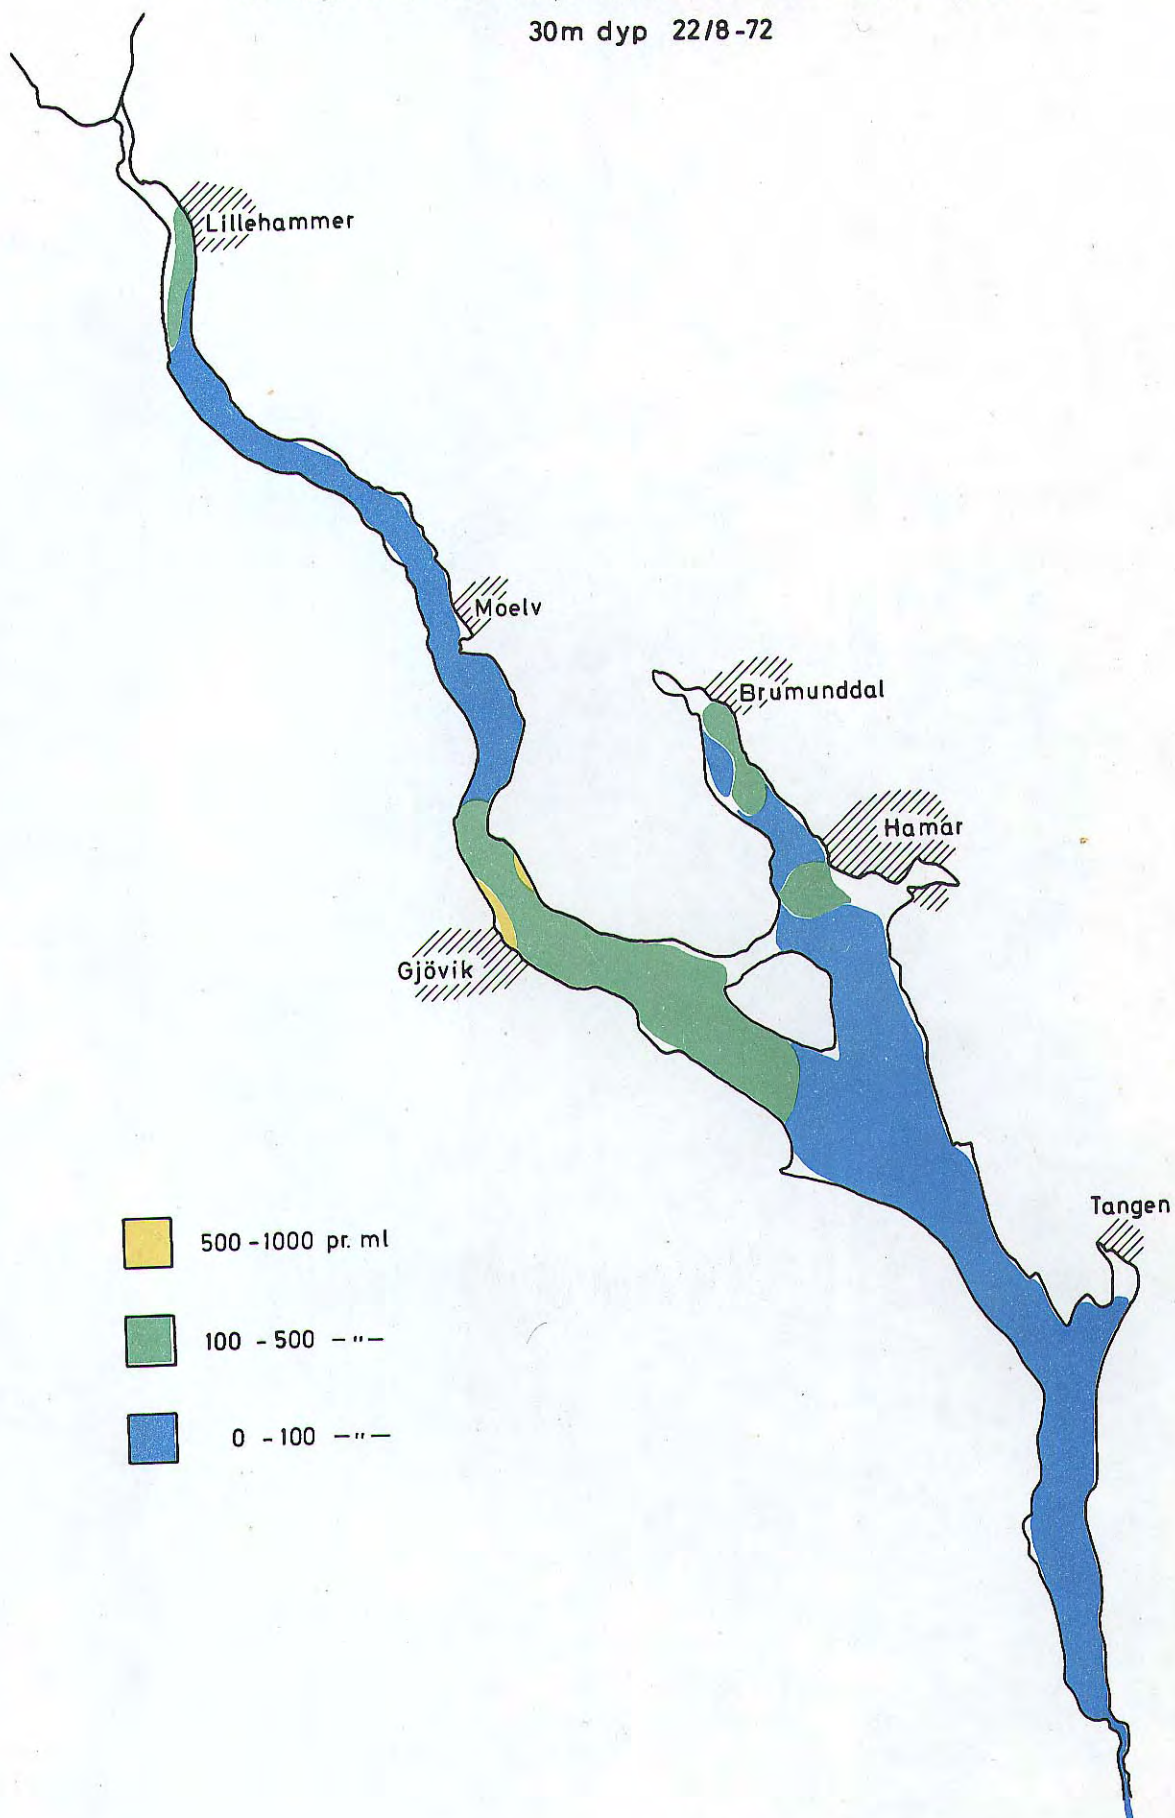 30m dyp 22/8-72
Lillehammer
Moelv
Brumunddal
Hamar
Gjövik
Tangen
500-1000 pr. ml
100 - 500 —"—
0 - 100 —"—